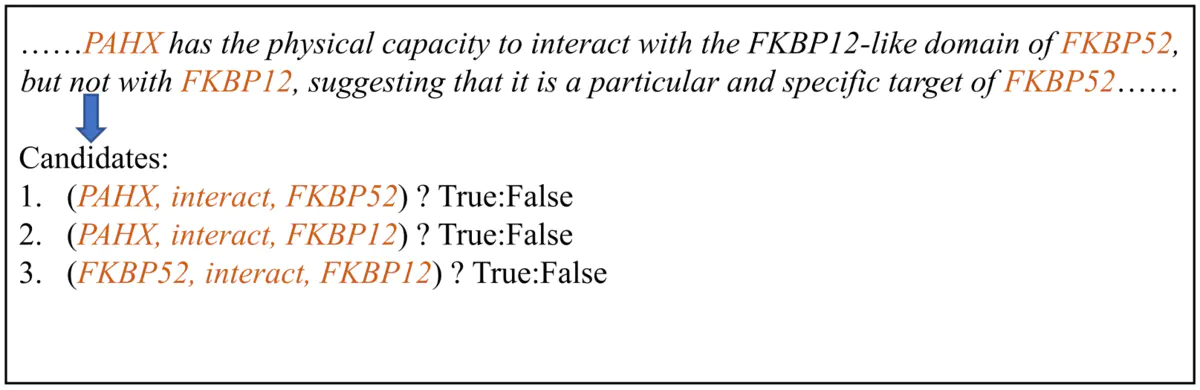 ……PAHX has the physical capacity to interact with the FKBP12-like domain of FKBP52,
but not with FKBP12, suggesting that it is a particular and specific target of FKBP52……
Candidates:
1. (PAHX, interact, FKBP52) ? True:False
2. (PAHX, interact, FKBP12) ? True:False
3. (FKBP52, interact, FKBP12) ? True:False